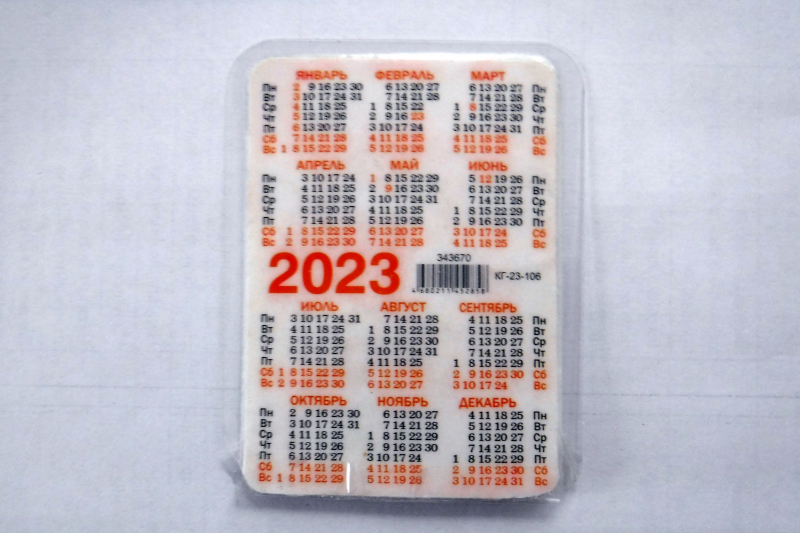 ЯНВАРЬ ФЕВРАЛЬ МАРТ
Пн 2 9 16 23 30 6 13 20 27 6 13 20 27 Пн
Вт 3 10 17 24 31 7 14 21 28 7 14 21 28 Вт
Ср 4 11 18 25 1 8 15 22 1 8 15 22 29 Ср
Чт 5 12 19 26 2 9 16 23 2 9 16 23 30 Чт
Пт 6 13 20 27 3 10 17 24 3 10 17 24 31 Пт
Сб 7 14 21 28 4 11 18 25 4 11 18 25 Сб
Вс 1 8 15 22 29 5 12 19 26 5 12 19 26 Вс
АПРЕЛЬ МАЙ ИЮНЬ
Пн 3 10 17 24 1 8 15 22 29 5 12 19 26 Пн
Вт 4 11 18 25 2 9 16 23 30 6 13 20 27 Вт
Ср 5 12 19 26 3 10 17 24 31 7 14 21 28 Ср
Чт 6 13 20 27 4 11 18 25 1 8 15 22 29 Чт
Пт 7 14 21 28 5 12 19 26 2 9 16 23 30 Пт
Сб 1 8 15 22 29 6 13 20 27 3 10 17 24 Сб
Вс 2 9 16 23 30 7 14 21 28 4 11 18 25 Вс
2023
343670
КГ-23-106
4 680211 452858
ИЮЛЬ АВГУСТ СЕНТЯБРЬ
Пн 3 10 17 24 31 7 14 21 28 4 11 18 25 Пн
Вт 4 11 18 25 1 8 15 22 29 5 12 19 26 Вт
Ср 5 12 19 26 2 9 16 23 30 6 13 20 27 Ср
Чт 6 13 20 27 3 10 17 24 31 7 14 21 28 Чт
Пт 7 14 21 28 4 11 18 25 1 8 15 22 29 Пт
Сб 1 8 15 22 29 5 12 19 26 2 9 16 23 30 Сб
Вс 2 9 16 23 30 6 13 20 27 3 10 17 24 Вс
ОКТЯБРЬ НОЯБРЬ ДЕКАБРЬ
Пн 2 9 16 23 30 6 13 20 27 4 11 18 25 Пн
Вт 3 10 17 24 31 7 14 21 28 5 12 19 26 Вт
Ср 4 11 18 25 1 8 15 22 29 6 13 20 27 Ср
Чт 5 12 19 26 2 9 16 23 30 7 14 21 28 Чт
Пт 6 13 20 27 3 10 17 24 1 8 15 22 29 Пт
Сб 7 14 21 28 4 11 18 25 2 9 16 23 30 Сб
Вс 1 8 15 22 29 5 12 19 26 3 10 17 24 31 Вс